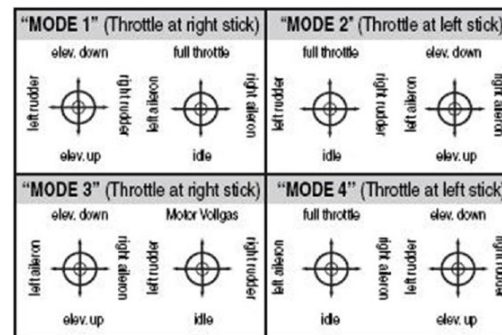 "MODE 1" (Throttle at right stick)
elev. down
left rudder
right rudder
elev. up
full throttle
left aileron
right aileron
idle
"MODE 2" (Throttle at left stick)
full throttle
right rudder
idle
elev. down
left aileron
right aileron
elev. up
"MODE 3" (Throttle at right stick)
elev. down
left aileron
right aileron
elev. up
Motor Vollgas
left rudder
right rudder
idle
"MODE 4" (Throttle at left stick)
full throttle
left aileron
right aileron
idle
elev. down
left rudder
right rudder
elev. up